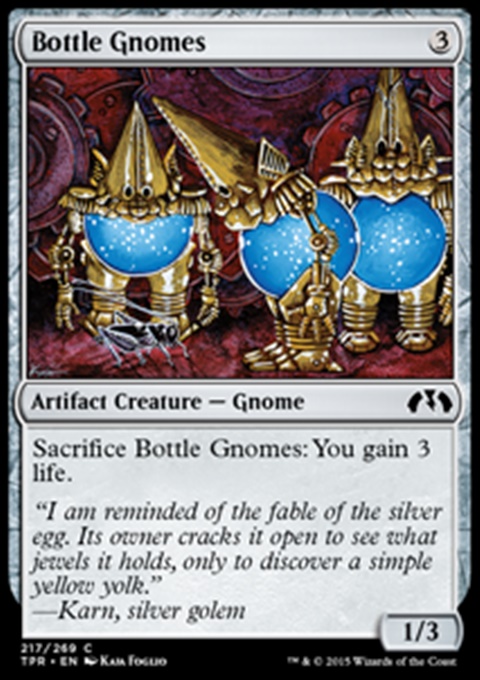 Bottle Gnomes 3
Artifact Creature — Gnome
Sacrifice Bottle Gnomes: You gain 3
life.
“I am reminded of the fable of the silver
egg. Its owner cracks it open to see what
jewels it holds, only to discover a simple
yellow yolk.”
—Karn, silver golem
1/3
217/269 C
TPR • EN Kaja Foglio
™ & © 2015 Wizards of the Coast